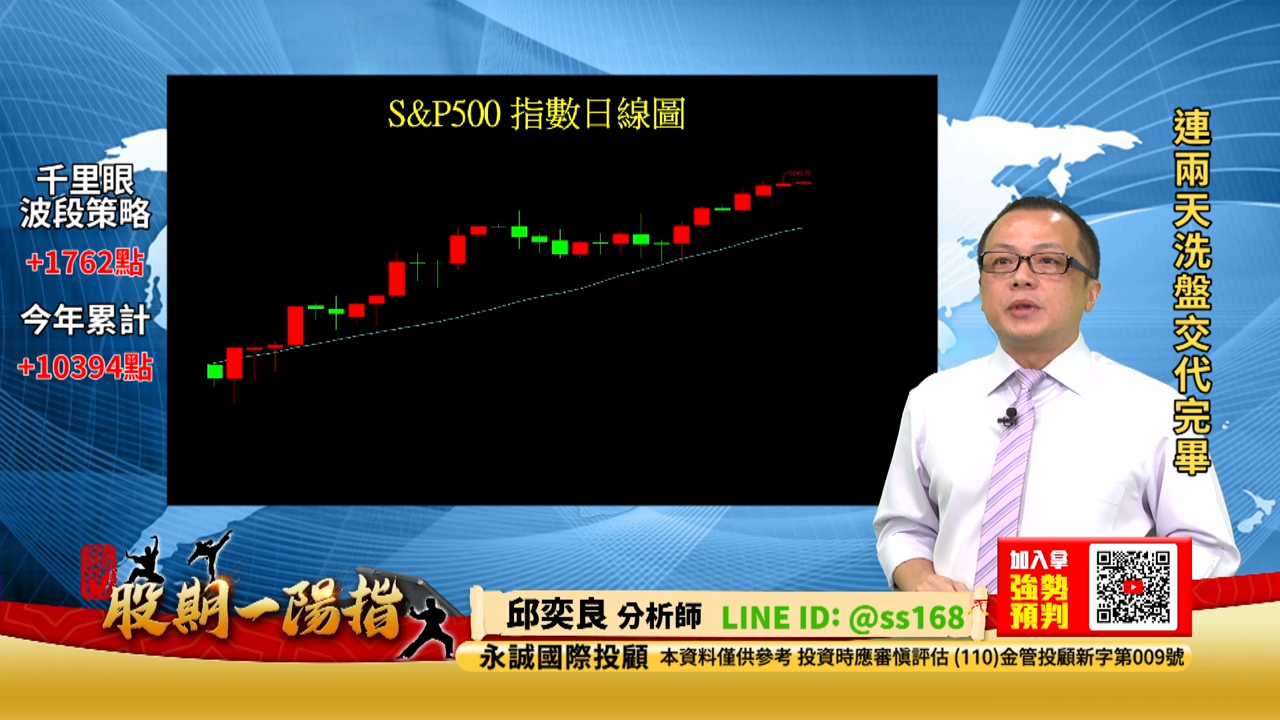 S&P500 指數日線圖
千里眼
波段策略
+1762點
今年累計
+10394點
連兩天洗盤交代完畢
股期一陽指
邱奕良 分析師 LINE ID: @ss168
永誠國際投顧 本資料僅供參考 投資時應審慎評估 (110)金管投顧新字第009號
加入拿
強勢
預判